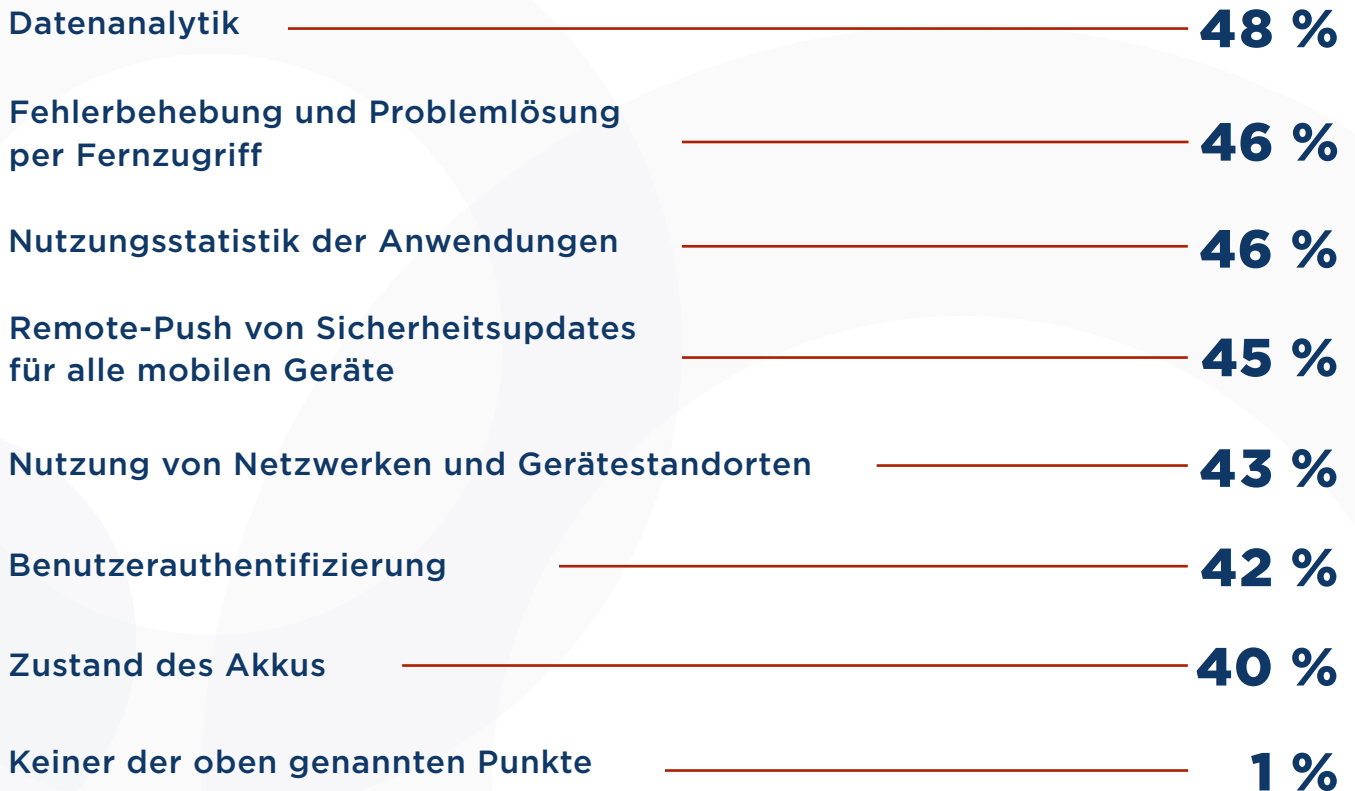 Datenanalytik 48 %
Fehlerbehebung und Problemlösung
per Fernzugriff 46 %
Nutzungsstatistik der Anwendungen 46 %
Remote-Push von Sicherheitsupdates
für alle mobilen Geräte 45 %
Nutzung von Netzwerken und Gerätestandorten 43 %
Benutzerauthentifizierung 42 %
Zustand des Akkus 40 %
Keiner der oben genannten Punkte 1 %